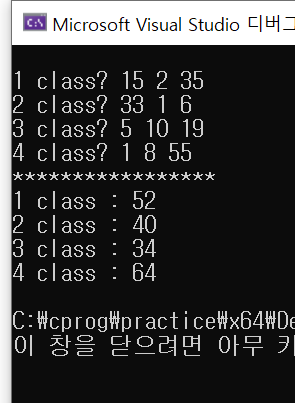 Microsoft Visual Studio 디버그
1 class? 15 2 35
2 class? 33 1 6
3 class? 5 10 19
4 class? 1 8 55
*****************
1 class : 52
2 class : 40
3 class : 34
4 class : 64
C:₩cprog₩practice₩x64₩De
이 창을 닫으려면 아무 키